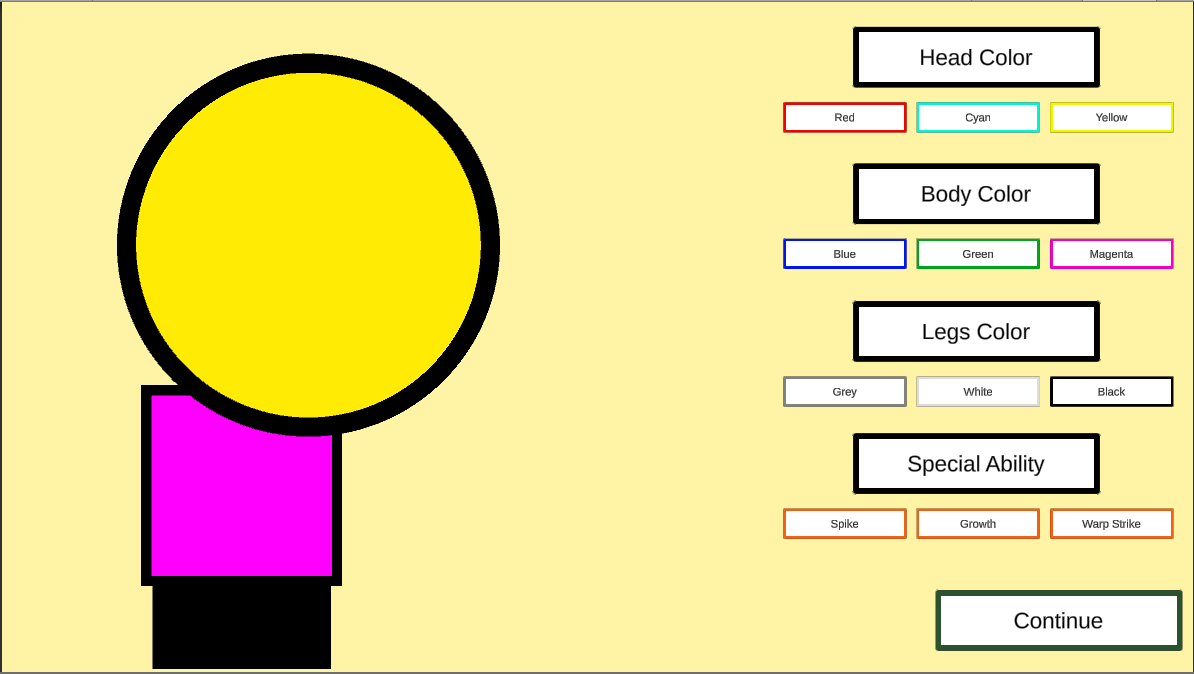 Head Color
Red Cyan Yellow
Body Color
Blue Green Magenta
Legs Color
Grey White Black
Special Ability
Spike Growth Warp Strike
Continue